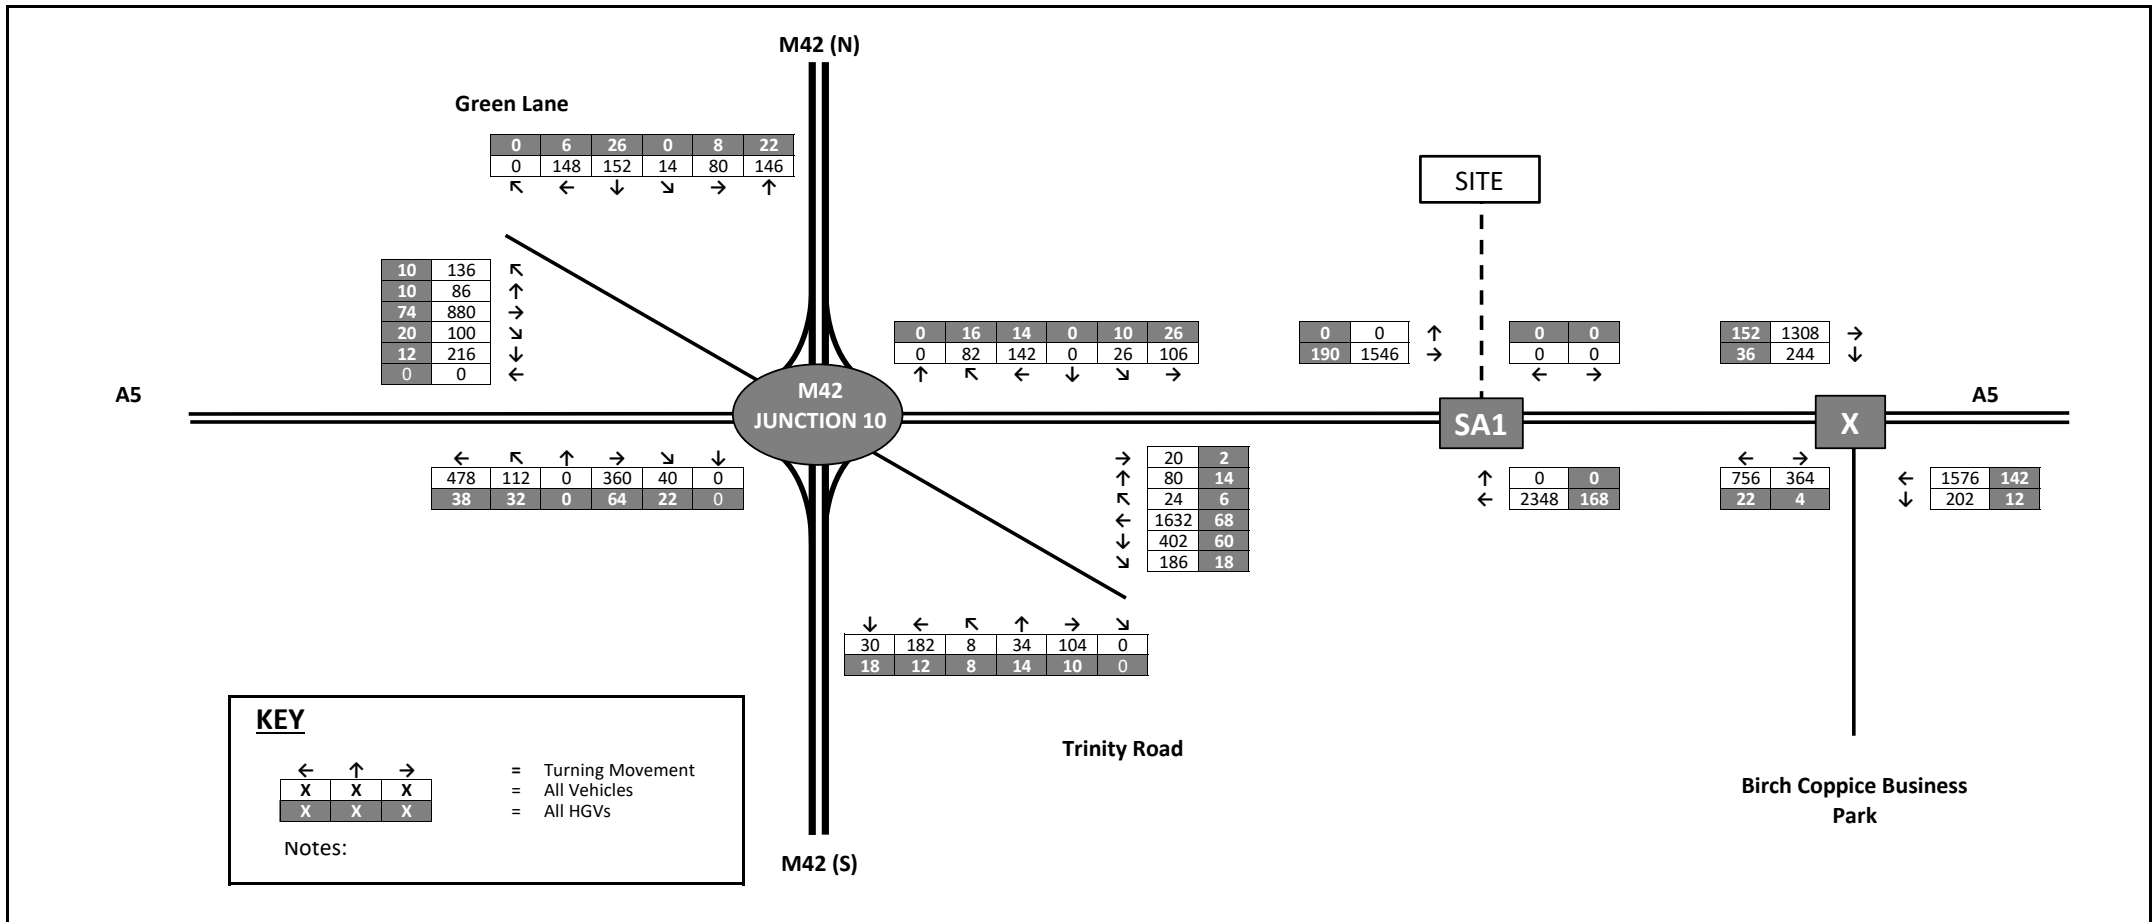 M42 (N)
Green Lane
0 6 26 0 8 22
0 148 152 14 80 146
↖ ← ↓ ↘ → ↑
SITE
10 136 ↖
10 86 ↑
74 880 →
20 100 ↘
12 216 ↓
0 0 ←
0 16 14 0 10 26
0 82 142 0 26 106
↑ ↖ ← ↓ ↘ →
0 0 ↑
190 1546 →
0 0
0 0
← →
152 1308 →
36 244 ↓
A5
M42
JUNCTION 10
SA1
X
A5
← ↖ ↑ → ↘ ↓
478 112 0 360 40 0
38 32 0 64 22 0
→ 20 2
↑ 80 14
↖ 24 6
← 1632 68
↓ 402 60
↘ 186 18
↑ 0 0
← 2348 168
← →
756 364
22 4
← 1576 142
↓ 202 12
↓ ← ↖ ↑ → ↘
30 182 8 34 104 0
18 12 8 14 10 0
Trinity Road
Birch Coppice Business
Park
KEY
← ↑ → = Turning Movement
X X X = All Vehicles
X X X = All HGVs
Notes:
M42 (S)